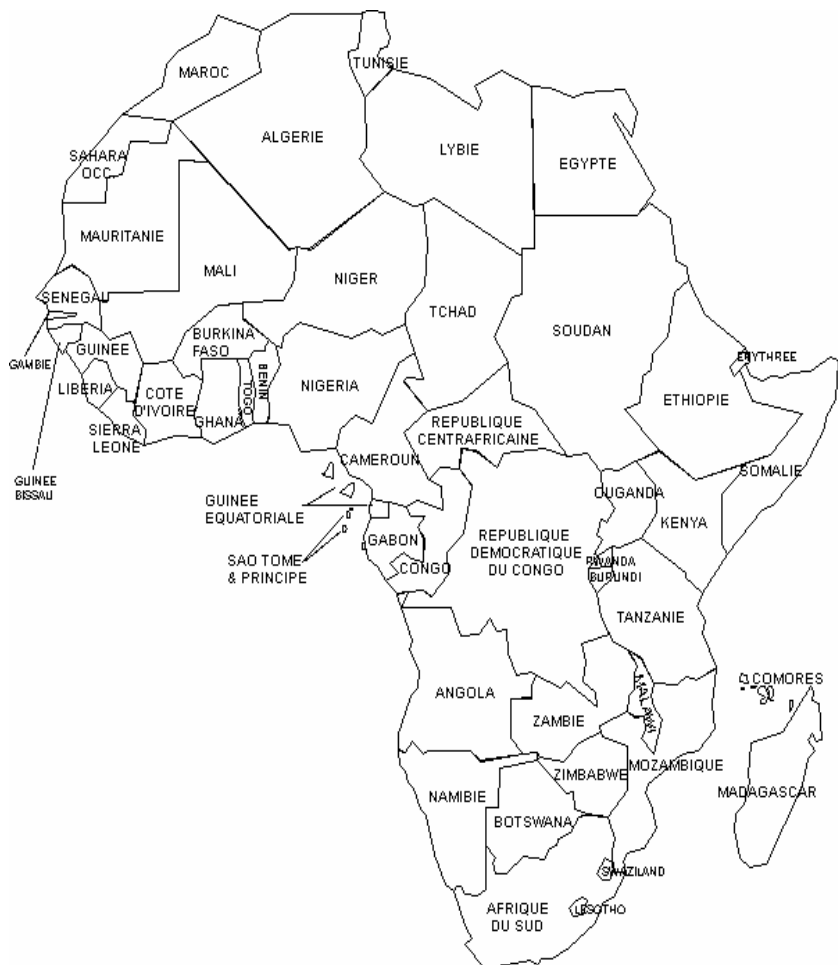 TUNISIE
MAROC
ALGERIE
LYBIE
EGYPTE
SAHARA
OCC
MAURITANIE
MALI
NIGER
TCHAD
SOUDAN
SENEGAL
GAMBIE
GUINEE
BURKINA
FASO
BENIN
TOGO
NIGERIA
ERYTHREE
ETHIOPIE
LIBERIA
COTE
D'IVOIRE
GHANA
SIERRA
LEONE
REPUBLIQUE
CENTRAFRICAINE
CAMEROUN
SOMALIE
GUINEE
BISSAU
GUINEE
EQUATORIALE
OUGANDA
KENYA
GABON
REPUBLIQUE
DEMOCRATIQUE
DU CONGO
SAO TOME
& PRINCIPE
CONGO
RWANDA
BURUNDI
TANZANIE
ANGOLA
ZAMBIE
MALAWI
COMORES
MOZAMBIQUE
ZIMBABWE
MADAGASCAR
NAMIBIE
BOTSWANA
SWAZILAND
AFRIQUE
DU SUD
LESOTHO